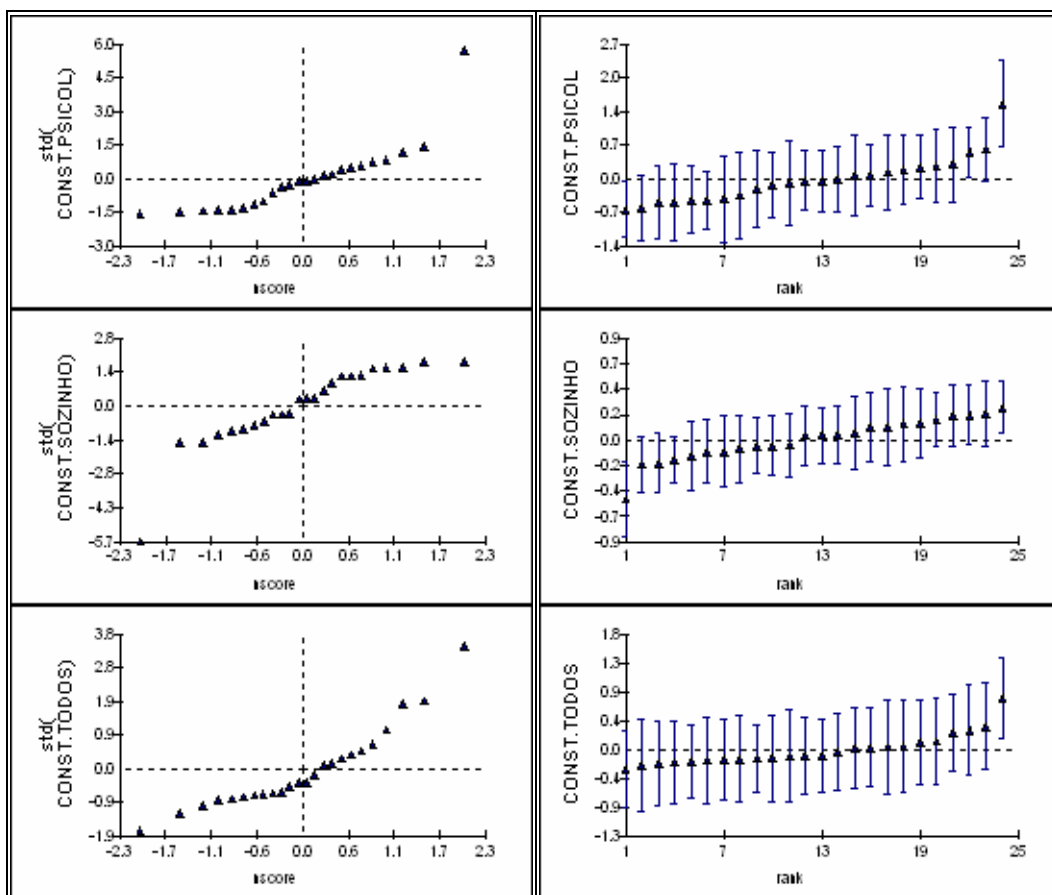 std(
CONST.PSICOL)
6.0
4.5
3.0
1.5
0.0
-1.5
-3.0
-2.3 -1.7 -1.1 -0.6 0.0 0.6 1.1 1.7 2.3
nscore
CONST.PSICOL
2.7
2.0
1.4
0.7
0.0
-0.7
-1.4
1 7 13 19 25
rank
std(
CONST.SOZINHO)
2.8
1.4
0.0
-1.4
-2.8
-4.3
-5.7
-2.3 -1.7 -1.1 -0.6 0.0 0.6 1.1 1.7 2.3
nscore
CONST.SOZINHO
0.9
0.7
0.4
0.2
0.0
-0.2
-0.4
-0.7
-0.9
1 7 13 19 25
rank
std(
CONST.TODOS)
3.8
2.8
1.9
0.9
0.0
-0.9
-1.9
-2.3 -1.7 -1.1 -0.6 0.0 0.6 1.1 1.7 2.3
nscore
CONST.TODOS
1.8
1.3
0.9
0.4
0.0
-0.4
-0.9
-1.3
1 7 13 19 25
rank